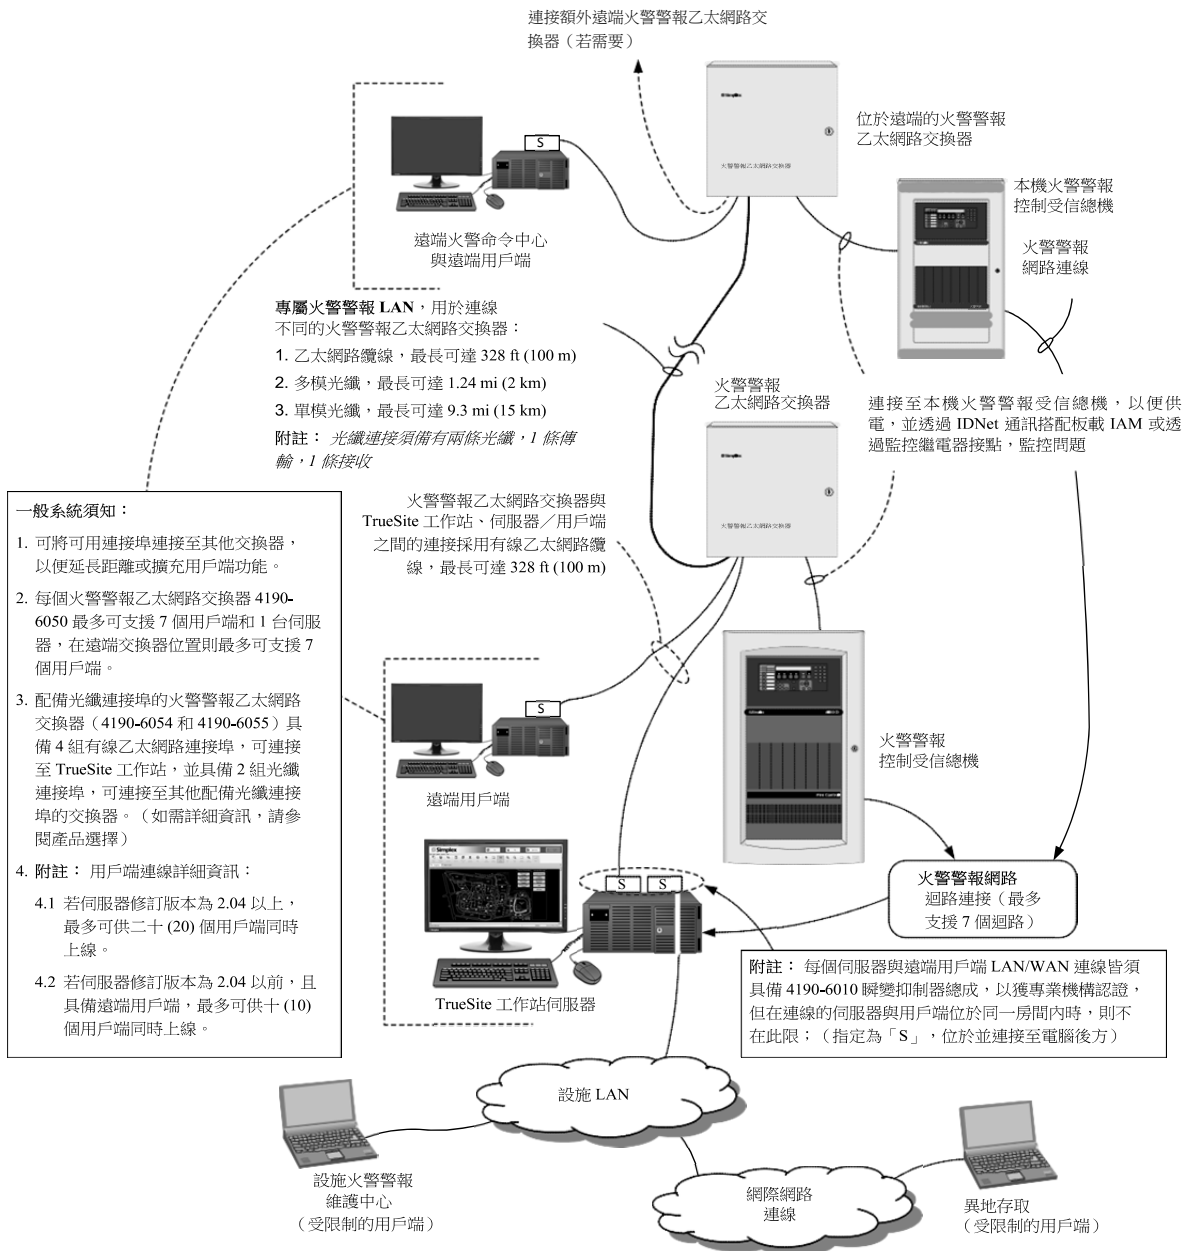 連接額外遠端火警警報乙太網路交
換器（若需要）
Simplex
火警警報乙太網路交換器
位於遠端的火警警報
乙太網路交換器
S
遠端火警命令中心
與遠端用戶端
本機火警警報
控制受信總機
火警警報
網路連線
專屬火警警報 LAN，用於連線
不同的火警警報乙太網路交換器：
1. 乙太網路纜線，最長可達 328 ft (100 m)
2. 多模光纖，最長可達 1.24 mi (2 km)
3. 單模光纖，最長可達 9.3 mi (15 km)
附註： 光纖連接須備有兩條光纖，1 條傳
輸，1 條接收
火警警報
乙太網路交換器
Simplex
火警警報乙太網路交換器
連接至本機火警警報受信總機，以便供
電，並透過 IDNet 通訊搭配板載 IAM 或透
過監控繼電器接點，監控問題
火警警報乙太網路交換器與
TrueSite 工作站、伺服器／用戶端
之間的連接採用有線乙太網路纜
線，最長可達 328 ft (100 m)
一般系統須知：
1. 可將可用連接埠連接至其他交換器，
以便延長距離或擴充用戶端功能。
2. 每個火警警報乙太網路交換器 4190-
6050 最多可支援 7 個用戶端和 1 台伺服
器，在遠端交換器位置則最多可支援 7
個用戶端。
3. 配備光纖連接埠的火警警報乙太網路
交換器（4190-6054 和 4190-6055）具
備 4 組有線乙太網路連接埠，可連接
至 TrueSite 工作站，並具備 2 組光纖
連接埠，可連接至其他配備光纖連接
埠的交換器。（如需詳細資訊，請參
閱產品選擇）
4. 附註： 用戶端連線詳細資訊：
4.1 若伺服器修訂版本為 2.04 以上，
最多可供二十 (20) 個用戶端同時
上線。
4.2 若伺服器修訂版本為 2.04 以前，且
具備遠端用戶端，最多可供十 (10)
個用戶端同時上線。
S
遠端用戶端
火警警報
控制受信總機
Simplex
S
S
TrueSite 工作站伺服器
火警警報網路
迴路連接（最多
支援 7 個迴路）
附註： 每個伺服器與遠端用戶端 LAN/WAN 連線皆須
具備 4190-6010 瞬變抑制器總成，以獲專業機構認證，
但在連線的伺服器與用戶端位於同一房間內時，則不
在此限；（指定為「S」，位於並連接至電腦後方）
設施 LAN
設施火警警報
維護中心
（受限制的用戶端）
網際網路
連線
異地存取
（受限制的用戶端）